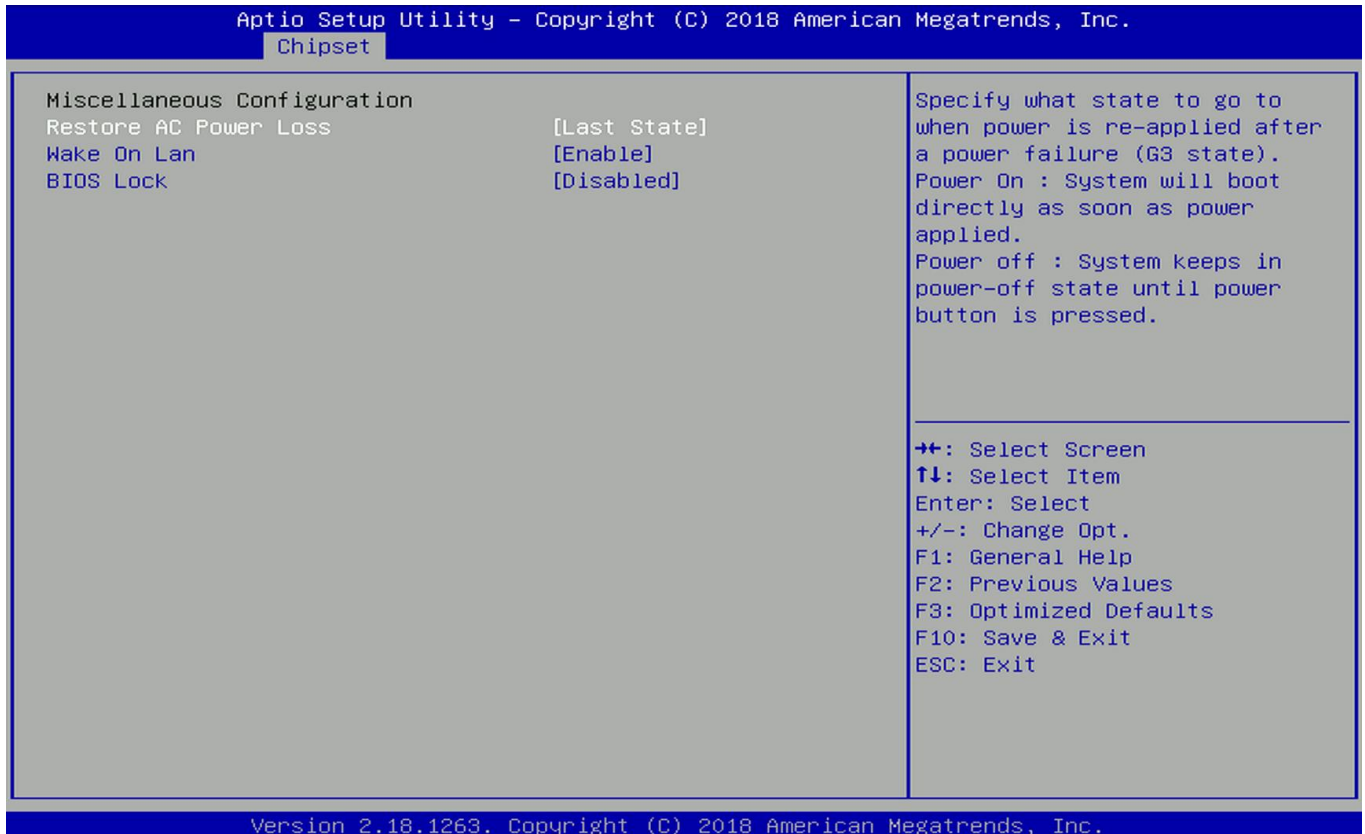 Aptio Setup Utility – Copyright (C) 2018 American Megatrends, Inc.
Chipset
Miscellaneous Configuration
Restore AC Power Loss [Last State]
Wake On Lan [Enable]
BIOS Lock [Disabled]
Specify what state to go to
when power is re-applied after
a power failure (G3 state).
Power On : System will boot
directly as soon as power
applied.
Power off : System keeps in
power-off state until power
button is pressed.
→←: Select Screen
↑↓: Select Item
Enter: Select
+/-: Change Opt.
F1: General Help
F2: Previous Values
F3: Optimized Defaults
F10: Save & Exit
ESC: Exit
Version 2.18.1263. Copyright (C) 2018 American Megatrends, Inc.